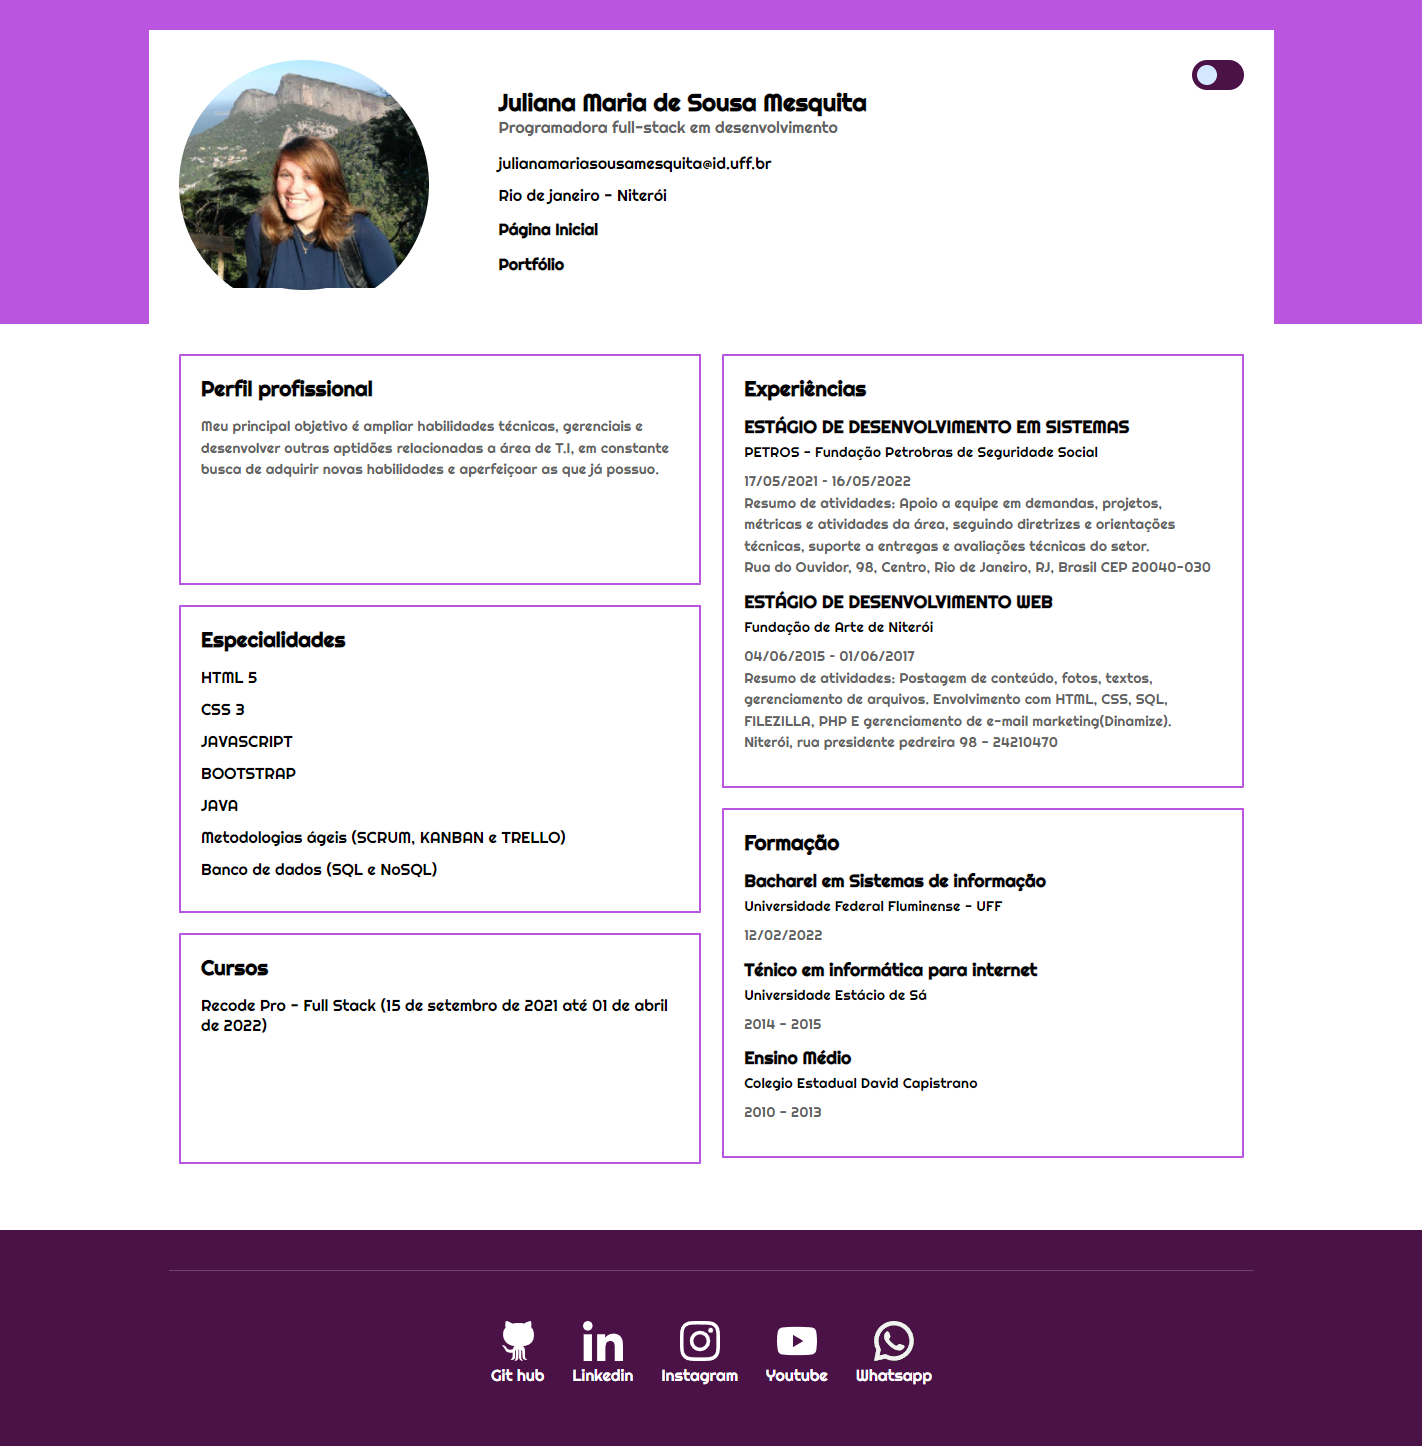 Juliana Maria de Sousa Mesquita
Programadora full-stack em desenvolvimento
julianamariasousamesquita@id.uff.br
Rio de janeiro - Niterói
Página Inicial
Portfólio
Perfil profissional
Meu principal objetivo é ampliar habilidades técnicas, gerenciais e
desenvolver outras aptidões relacionadas a área de T.I, em constante
busca de adquirir novas habilidades e aperfeiçoar as que já possuo.
Especialidades
HTML 5
CSS 3
JAVASCRIPT
BOOTSTRAP
JAVA
Metodologias ágeis (SCRUM, KANBAN e TRELLO)
Banco de dados (SQL e NoSQL)
Cursos
Recode Pro - Full Stack (15 de setembro de 2021 até 01 de abril
de 2022)
Experiências
ESTÁGIO DE DESENVOLVIMENTO EM SISTEMAS
PETROS - Fundação Petrobras de Seguridade Social
17/05/2021 - 16/05/2022
Resumo de atividades: Apoio a equipe em demandas, projetos,
métricas e atividades da área, seguindo diretrizes e orientações
técnicas, suporte a entregas e avaliações técnicas do setor.
Rua do Ouvidor, 98, Centro, Rio de Janeiro, RJ, Brasil CEP 20040-030
ESTÁGIO DE DESENVOLVIMENTO WEB
Fundação de Arte de Niterói
04/06/2015 - 01/06/2017
Resumo de atividades: Postagem de conteúdo, fotos, textos,
gerenciamento de arquivos. Envolvimento com HTML, CSS, SQL,
FILEZILLA, PHP E gerenciamento de e-mail marketing(Dinamize).
Niterói, rua presidente pedreira 98 - 24210470
Formação
Bacharel em Sistemas de informação
Universidade Federal Fluminense - UFF
12/02/2022
Ténico em informática para internet
Universidade Estácio de Sá
2014 - 2015
Ensino Médio
Colegio Estadual David Capistrano
2010 - 2013
Git hub
Linkedin
Instagram
Youtube
Whatsapp